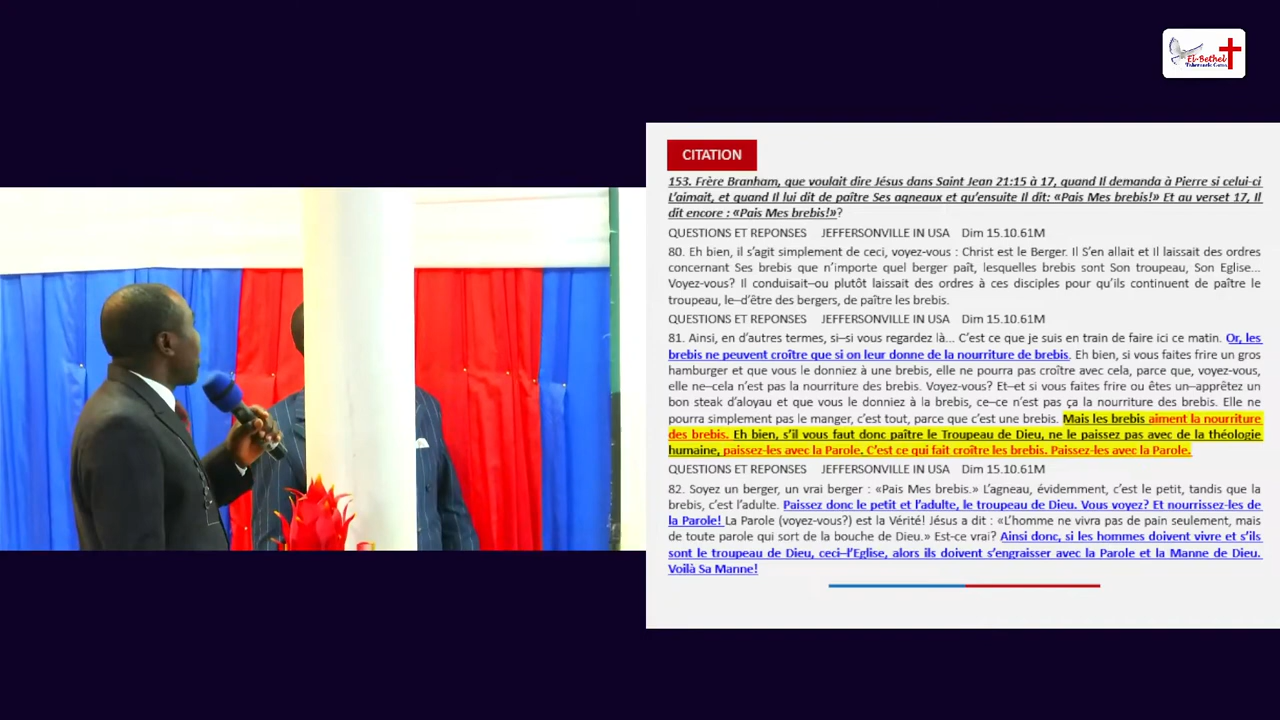 El-Bethel
CITATION
153. Frère Branham, que voulait dire Jésus dans Saint Jean 21:15 à 17, quand Il demanda à Pierre si celui-ci
L’aimait, et quand Il lui dit de paître Ses agneaux et qu’ensuite Il dit: «Pais Mes brebis!» Et au verset 17, Il
dit encore : «Pais Mes brebis!»?
QUESTIONS ET REPONSES JEFFERSONVILLE IN USA Dim 15.10.61M
80. Eh bien, il s’agit simplement de ceci, voyez-vous : Christ est le Berger. Il S’en allait et Il laissait des ordres
concernant Ses brebis que n’importe quel berger paît, lesquelles brebis sont Son troupeau, Son Eglise...
Voyez-vous? Il conduisait–ou plutôt laissait des ordres à ces disciples pour qu’ils continuent de paître le
troupeau, le–d’être des bergers, de paître les brebis.
QUESTIONS ET REPONSES JEFFERSONVILLE IN USA Dim 15.10.61M
81. Ainsi, en d’autres termes, si–si vous regardez là... C’est ce que je suis en train de faire ici ce matin. Or, les
brebis ne peuvent croître que si on leur donne de la nourriture de brebis. Eh bien, si vous faites frire un gros
hamburger et que vous le donniez à une brebis, elle ne pourra pas croître avec cela, parce que, voyez-vous,
elle ne–cela n’est pas la nourriture des brebis. Voyez-vous? Et–et si vous faites frire ou êtes un–apprêtez un
bon steak d’aloyau et que vous le donniez à la brebis, ce–ce n’est pas ça la nourriture des brebis. Elle ne
pourra simplement pas le manger, c’est tout, parce que c’est une brebis. Mais les brebis aiment la nourriture
des brebis. Eh bien, s’il vous faut donc paître le Troupeau de Dieu, ne le paissez pas avec de la théologie
humaine, paissez-les avec la Parole. C’est ce qui fait croître les brebis. Paissez-les avec la Parole.
QUESTIONS ET REPONSES JEFFERSONVILLE IN USA Dim 15.10.61M
82. Soyez un berger, un vrai berger : «Pais Mes brebis.» L’agneau, évidemment, c’est le petit, tandis que la
brebis, c’est l’adulte. Paissez donc le petit et l’adulte, le troupeau de Dieu. Vous voyez? Et nourrissez-les de
la Parole! La Parole (voyez-vous?) est la Vérité! Jésus a dit : «L’homme ne vivra pas de pain seulement, mais
de toute parole qui sort de la bouche de Dieu.» Est-ce vrai? Ainsi donc, si les hommes doivent vivre et s’ils
sont le troupeau de Dieu, ceci–l’Eglise, alors ils doivent s’engraisser avec la Parole et la Manne de Dieu.
Voilà Sa Manne!